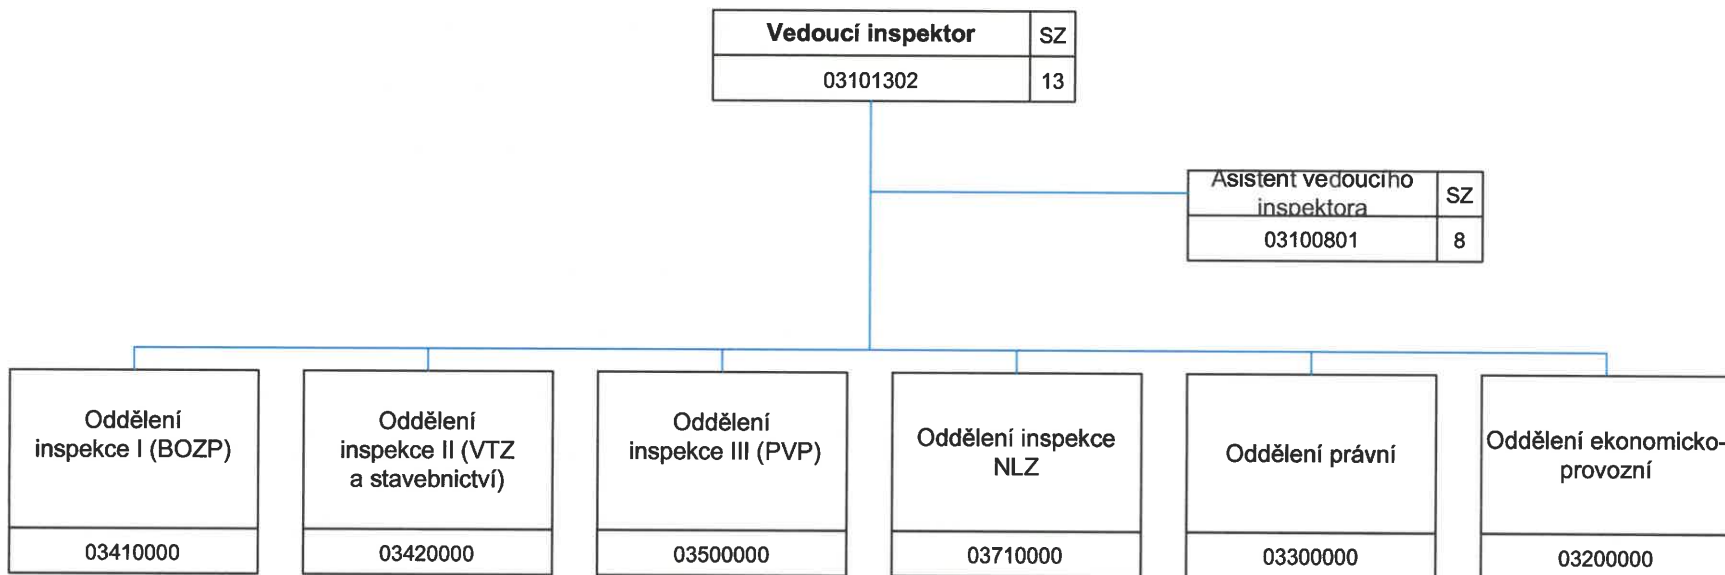 Vedoucí inspektor SZ
03101302 13
Asistent vedoucího
inspektora
SZ
03100801 8
Oddělení
inspekce I (BOZP)
03410000
Oddělení
inspekce II (VTZ
a stavebnictví)
03420000
Oddělení
inspekce III (PVP)
03500000
Oddělení inspekce
NLZ
03710000
Oddělení právní
03300000
Oddělení ekonomicko-
provozní
03200000